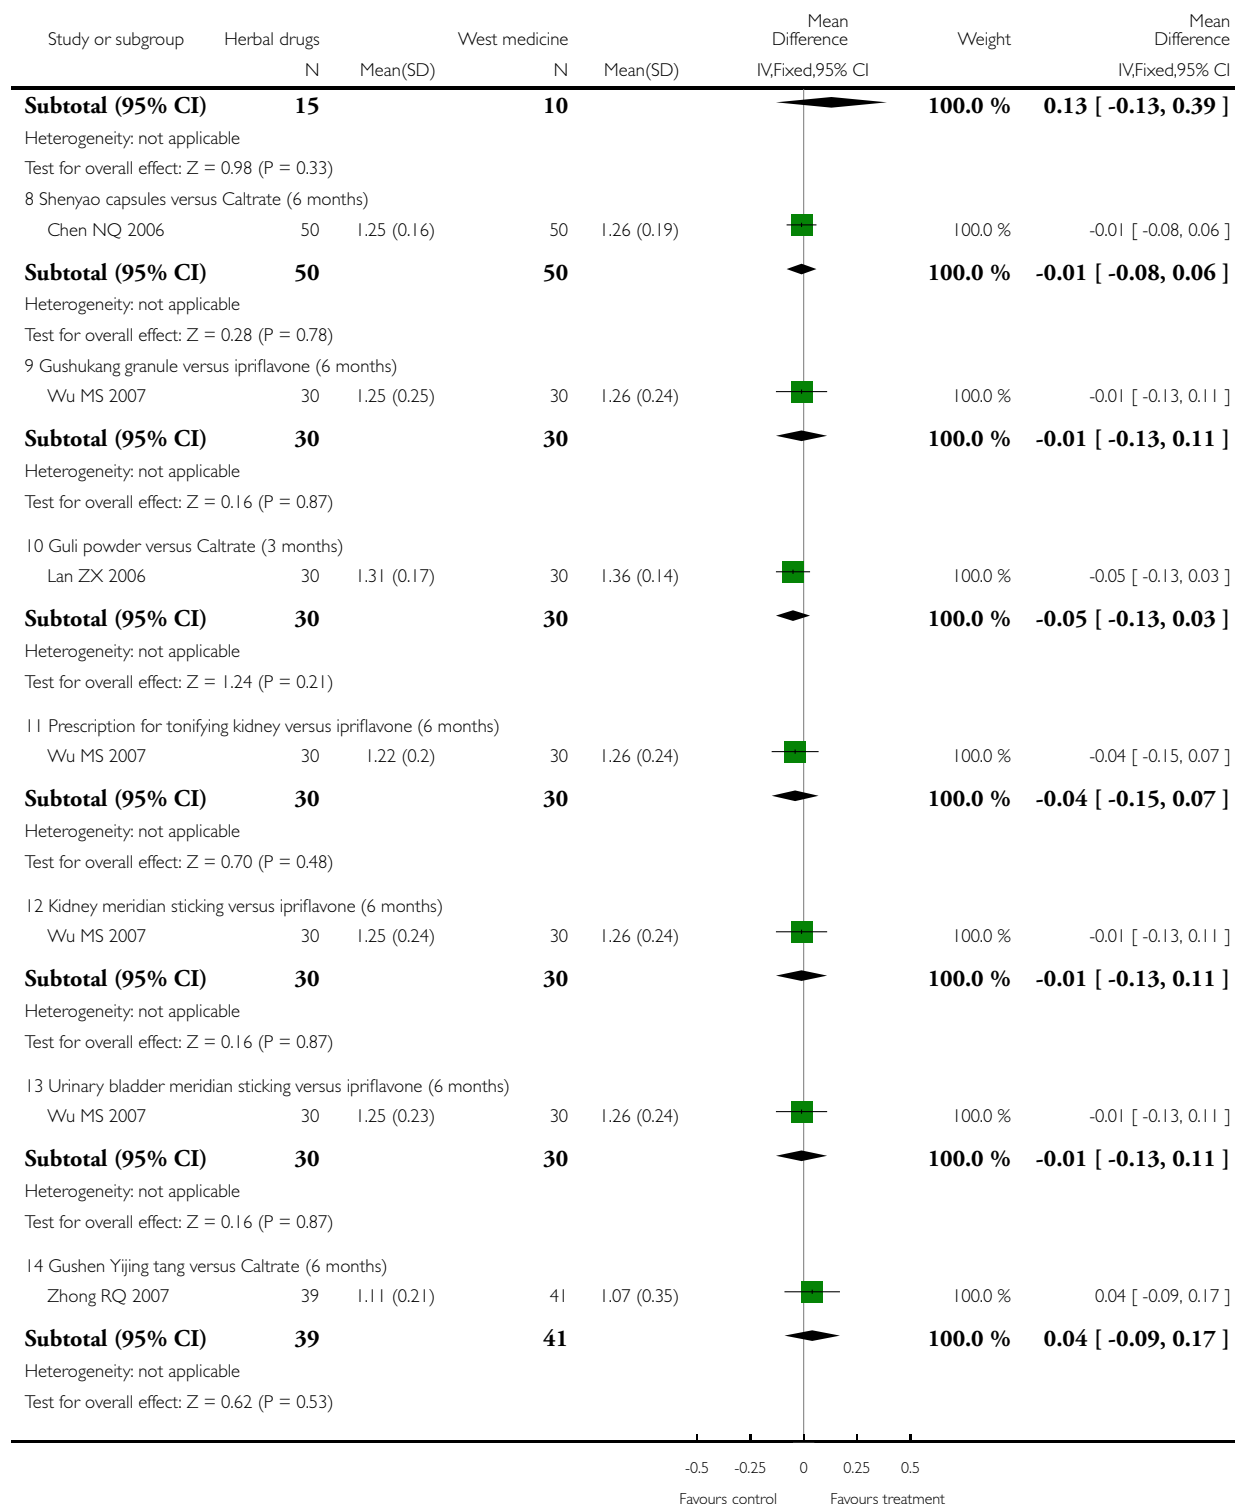 Study or subgroup Herbal drugs West medicine Mean Difference Weight Mean Difference
N Mean(SD) N Mean(SD) IV,Fixed,95% CI IV,Fixed,95% CI
Subtotal (95% CI) 15 10 100.0 % 0.13 [ -0.13, 0.39 ]
Heterogeneity: not applicable
Test for overall effect: Z = 0.98 (P = 0.33)
8 Shenyao capsules versus Caltrate (6 months)
Chen NQ 2006 50 1.25 (0.16) 50 1.26 (0.19) 100.0 % -0.01 [ -0.08, 0.06 ]
Subtotal (95% CI) 50 50 100.0 % -0.01 [ -0.08, 0.06 ]
Heterogeneity: not applicable
Test for overall effect: Z = 0.28 (P = 0.78)
9 Gushukang granule versus ipriflavone (6 months)
Wu MS 2007 30 1.25 (0.25) 30 1.26 (0.24) 100.0 % -0.01 [ -0.13, 0.11 ]
Subtotal (95% CI) 30 30 100.0 % -0.01 [ -0.13, 0.11 ]
Heterogeneity: not applicable
Test for overall effect: Z = 0.16 (P = 0.87)
10 Guli powder versus Caltrate (3 months)
Lan ZX 2006 30 1.31 (0.17) 30 1.36 (0.14) 100.0 % -0.05 [ -0.13, 0.03 ]
Subtotal (95% CI) 30 30 100.0 % -0.05 [ -0.13, 0.03 ]
Heterogeneity: not applicable
Test for overall effect: Z = 1.24 (P = 0.21)
11 Prescription for tonifying kidney versus ipriflavone (6 months)
Wu MS 2007 30 1.22 (0.2) 30 1.26 (0.24) 100.0 % -0.04 [ -0.15, 0.07 ]
Subtotal (95% CI) 30 30 100.0 % -0.04 [ -0.15, 0.07 ]
Heterogeneity: not applicable
Test for overall effect: Z = 0.70 (P = 0.48)
12 Kidney meridian sticking versus ipriflavone (6 months)
Wu MS 2007 30 1.25 (0.24) 30 1.26 (0.24) 100.0 % -0.01 [ -0.13, 0.11 ]
Subtotal (95% CI) 30 30 100.0 % -0.01 [ -0.13, 0.11 ]
Heterogeneity: not applicable
Test for overall effect: Z = 0.16 (P = 0.87)
13 Urinary bladder meridian sticking versus ipriflavone (6 months)
Wu MS 2007 30 1.25 (0.23) 30 1.26 (0.24) 100.0 % -0.01 [ -0.13, 0.11 ]
Subtotal (95% CI) 30 30 100.0 % -0.01 [ -0.13, 0.11 ]
Heterogeneity: not applicable
Test for overall effect: Z = 0.16 (P = 0.87)
14 Gushen Yijing tang versus Caltrate (6 months)
Zhong RQ 2007 39 1.11 (0.21) 41 1.07 (0.35) 100.0 % 0.04 [ -0.09, 0.17 ]
Subtotal (95% CI) 39 41 100.0 % 0.04 [ -0.09, 0.17 ]
Heterogeneity: not applicable
Test for overall effect: Z = 0.62 (P = 0.53)
-0.5 -0.25 0 0.25 0.5
Favours control Favours treatment